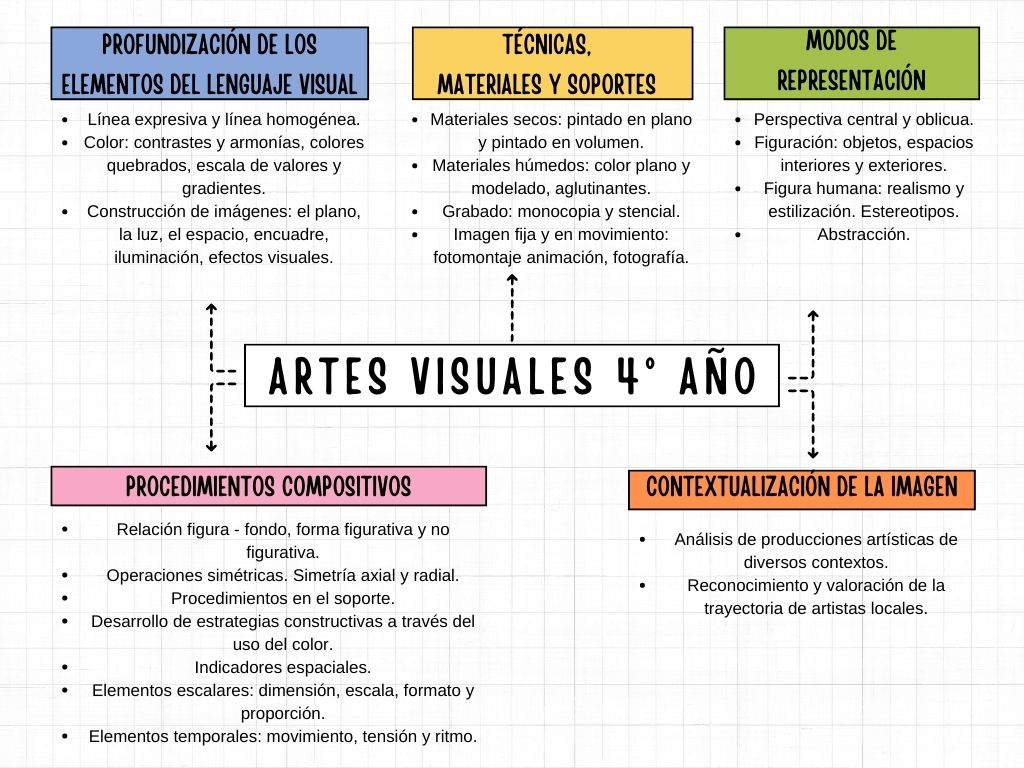 PROFUNDIZACIÓN DE LOS
ELEMENTOS DEL LENGUAJE VISUAL
• Línea expresiva y línea homogénea.
• Color: contrastes y armonías, colores
quebrados, escala de valores y
gradientes.
• Construcción de imágenes: el plano,
la luz, el espacio, encuadre,
iluminación, efectos visuales.
TÉCNICAS,
MATERIALES Y SOPORTES
• Materiales secos: pintado en plano
y pintado en volumen.
• Materiales húmedos: color plano y
modelado, aglutinantes.
• Grabado: monocopia y stencial.
• Imagen fija y en movimiento:
fotomontaje animación, fotografía.
MODOS DE
REPRESENTACIÓN
• Perspectiva central y oblicua.
• Figuración: objetos, espacios
interiores y exteriores.
• Figura humana: realismo y
estilización. Estereotipos.
• Abstracción.
ARTES VISUALES 4° AÑO
PROCEDIMIENTOS COMPOSITIVOS
• Relación figura - fondo, forma figurativa y no
figurativa.
• Operaciones simétricas. Simetría axial y radial.
• Procedimientos en el soporte.
• Desarrollo de estrategias constructivas a través del
uso del color.
• Indicadores espaciales.
• Elementos escalares: dimensión, escala, formato y
proporción.
• Elementos temporales: movimiento, tensión y ritmo.
CONTEXTUALIZACIÓN DE LA IMAGEN
• Análisis de producciones artísticas de
diversos contextos.
• Reconocimiento y valoración de la
trayectoria de artistas locales.